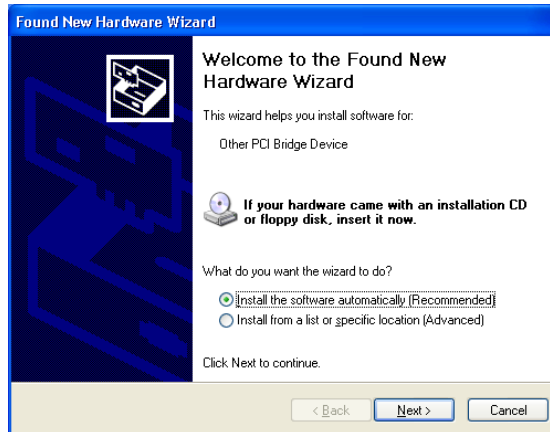 Found New Hardware Wizard
Welcome to the Found New
Hardware Wizard
This wizard helps you install software for:
Other PCI Bridge Device
If your hardware came with an installation CD
or floppy disk, insert it now.
What do you want the wizard to do?
Install the software automatically (Recommended)
Install from a list or specific location (Advanced)
Click Next to continue.
< Back Next > Cancel